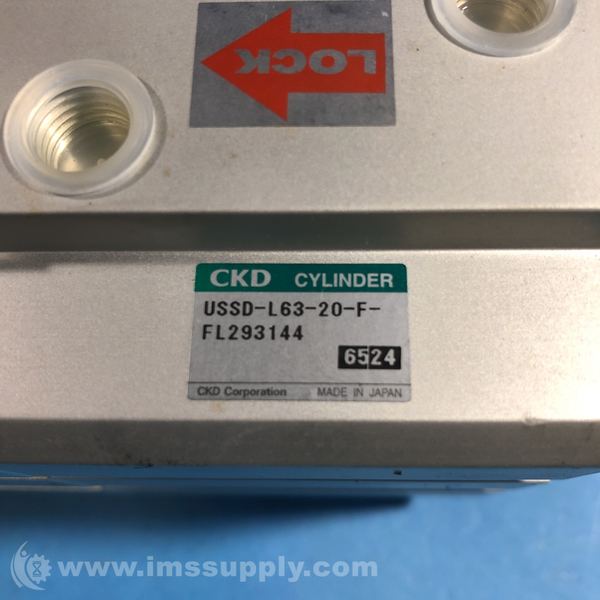 LOCK
CKD CYLINDER
USSD-L63-20-F-
FL293144
6524
CKD Corporation MADE IN JAPAN
www.imssupply.com